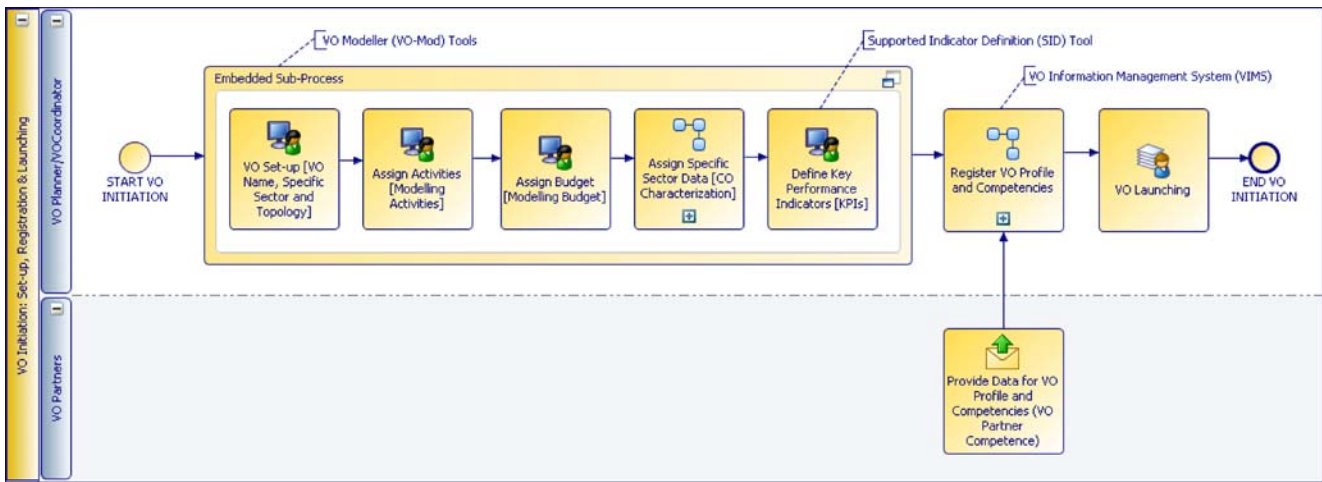 VO Initiation: Set-up, Registration & Launching
VO Planner/VOCoordinator
VO Modeller (VO-Mod) Tools
Supported Indicator Definition (SID) Tool
VO Information Management System (VIMS)
Embedded Sub-Process
START VO
INITIATION
VO Set-up [VO
Name, Specific
Sector and
Topology]
Assign Activities
[Modelling
Activities]
Assign Budget
[Modelling Budget]
Assign Specific
Sector Data [CO
Characterization]
Define Key
Performance
Indicators [KPIs]
Register VO Profile
and Competencies
VO Launching
END VO
INITIATION
VO Partners
Provide Data for VO
Profile and
Competencies (VO
Partner
Competence)